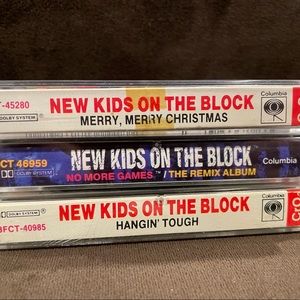 T-45280
DOLBY SYSTEM
NEW KIDS ON THE BLOCK
MERRY, MERRY CHRISTMAS
Columbia
CT 46959
DOLBY SYSTEM
NEW KIDS ON THE BLOCK
NO MORE GAMES™/THE REMIX ALBUM
Columbia
DOLBY SYSTEM
BFCT-40985
NEW KIDS ON THE BLOCK
HANGIN' TOUGH
Columbia